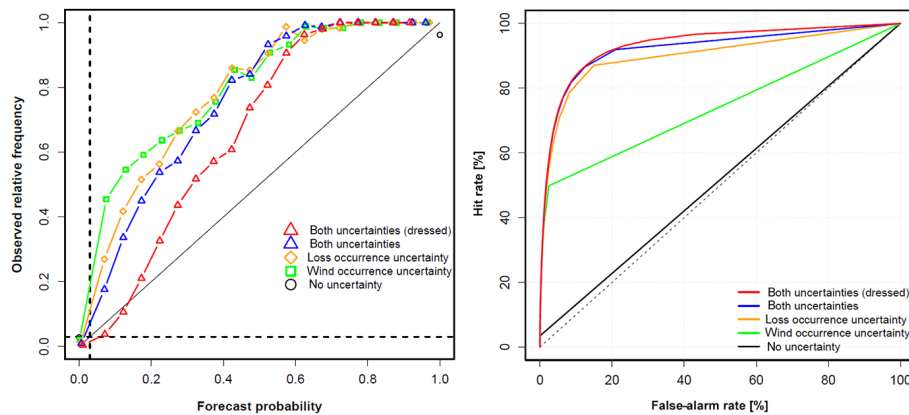 1.0
0.8
0.6
0.4
0.2
0.0
Observed relative frequency
Both uncertainties (dressed)
Both uncertainties
Loss occurrence uncertainty
Wind occurrence uncertainty
No uncertainty
0.0 0.2 0.4 0.6 0.8 1.0
Forecast probability
100
80
60
40
20
0
Hit rate [%]
Both uncertainties (dressed)
Both uncertainties
Loss occurrence uncertainty
Wind occurrence uncertainty
No uncertainty
0 20 40 60 80 100
False-alarm rate [%]